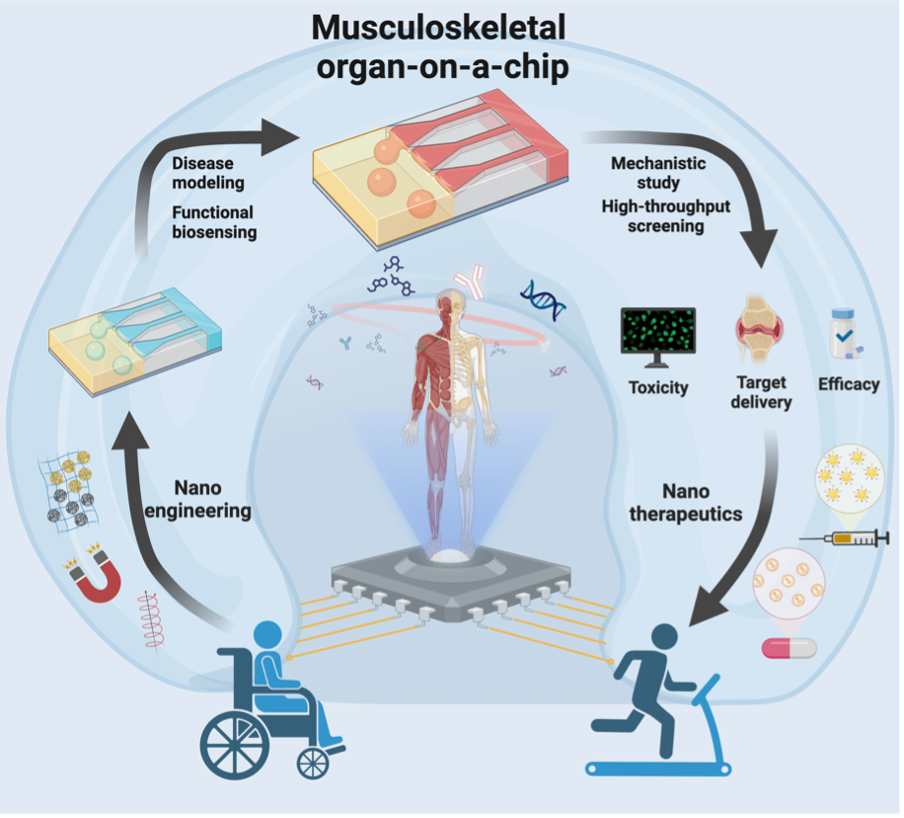 Musculoskeletal
organ-on-a-chip
Disease
modeling
Functional
biosensing
Mechanistic
study
High-throughput
screening
Toxicity
Target
delivery
Efficacy
Nano
engineering
Nano
therapeutics